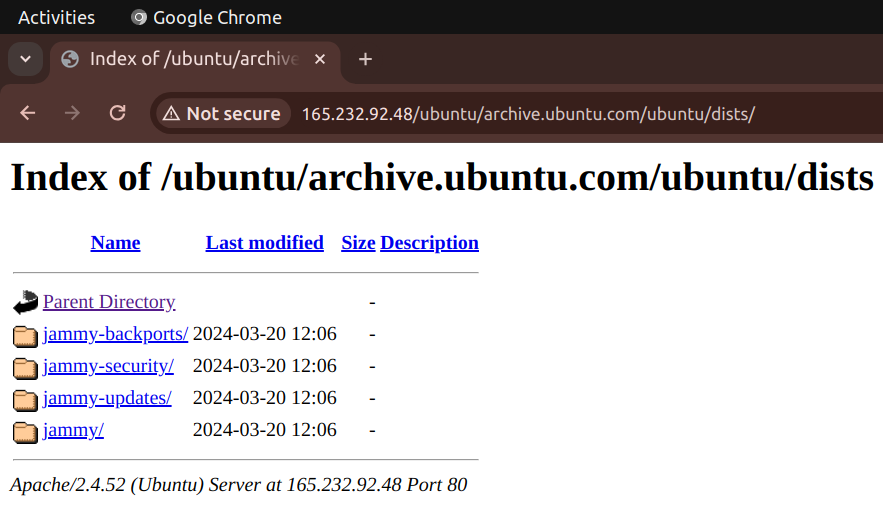 Activities Google Chrome
Index of /ubuntu/archive
Not secure 165.232.92.48/ubuntu/archive.ubuntu.com/ubuntu/dists/
Index of /ubuntu/archive.ubuntu.com/ubuntu/dists
Name Last modified Size Description
Parent Directory -
jammy-backports/ 2024-03-20 12:06 -
jammy-security/ 2024-03-20 12:06 -
jammy-updates/ 2024-03-20 12:06 -
jammy/ 2024-03-20 12:06 -
Apache/2.4.52 (Ubuntu) Server at 165.232.92.48 Port 80